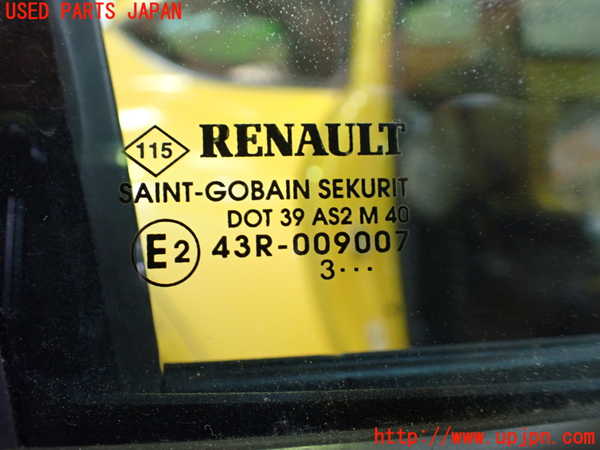 USED PARTS JAPAN
115 RENAULT
SAINT-GOBAIN SEKURIT
DOT 39 AS2 M 40
E2 43R-009007
3···
http://www.upjpn.com